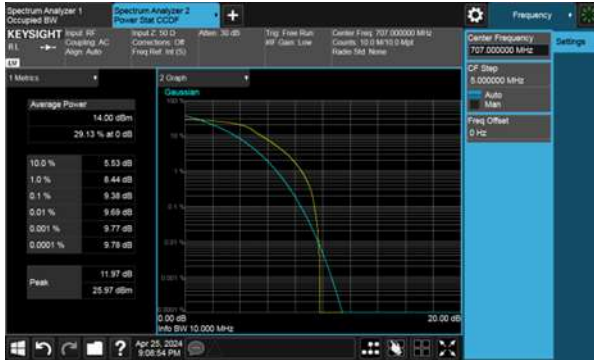 Spectrum Analyzer 1
Occupied BW
Spectrum Analyzer 2
Power Stat CCDF
Frequency
KEYSIGHT
Input: RF
Coupling: AC
Align: Auto
Input Z: 50 Ω
Corrections: Off
Freq Ref: Int (S)
Atten: 30 dB
Trig: Free Run
#IF Gain: Low
Center Freq: 707.000000 MHz
Counts: 10.0 M/10.0 Mpt
Radio Std: None
Center Frequency
707.000000 MHz
Settings
CF Step
5.000000 MHz
Auto
Man
Freq Offset
0 Hz
1 Metrics
2 Graph
Gaussian
Average Power
14.00 dBm
29.13 % at 0 dB
10.0 % 5.53 dB
1.0 % 8.44 dB
0.1 % 9.38 dB
0.01 % 9.69 dB
0.001 % 9.77 dB
0.0001 % 9.78 dB
Peak
11.97 dB
25.97 dBm
100 %
10 %
1 %
0.1 %
0.01 %
0.001 %
0.0001 %
0.00 dB
20.00 dB
Info BW 10.000 MHz
Apr 25, 2024
9:08:54 PM